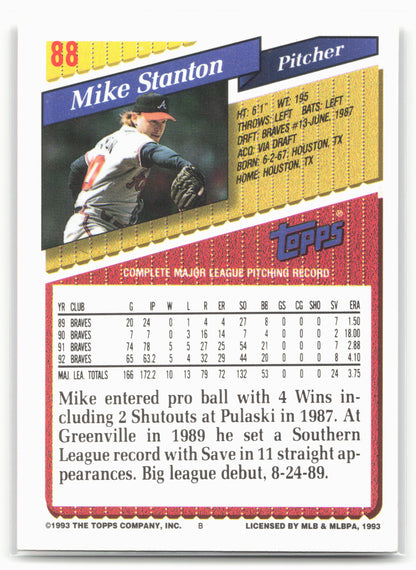 88
Mike Stanton
Pitcher
HT: 6'1" WT: 195
THROWS: LEFT BATS: LEFT
DRFT: BRAVES #13-JUNE, 1987
ACQ: VIA DRAFT
BORN: 6-2-67, HOUSTON, TX
HOME: HOUSTON, TX
TOPPS®
COMPLETE MAJOR LEAGUE PITCHING RECORD
YR CLUB G IP W L R ER SO BB GS CG SHO SV ERA
89 BRAVES 20 24 0 1 4 4 27 8 0 0 0 7 1.50
90 BRAVES 7 7 0 3 16 14 7 4 0 0 0 2 18.00
91 BRAVES 74 78 5 5 27 25 54 21 0 0 0 7 2.88
92 BRAVES 65 63.2 5 4 32 29 44 20 0 0 0 8 4.10
MAJ. LEA. TOTALS 166 172.2 10 13 79 72 132 53 0 0 0 24 3.75
Mike entered pro ball with 4 Wins in-
cluding 2 Shutouts at Pulaski in 1987. At
Greenville in 1989 he set a Southern
League record with Save in 11 straight ap-
pearances. Big league debut, 8-24-89.
©1993 THE TOPPS COMPANY, INC. B LICENSED BY MLB & MLBPA, 1993